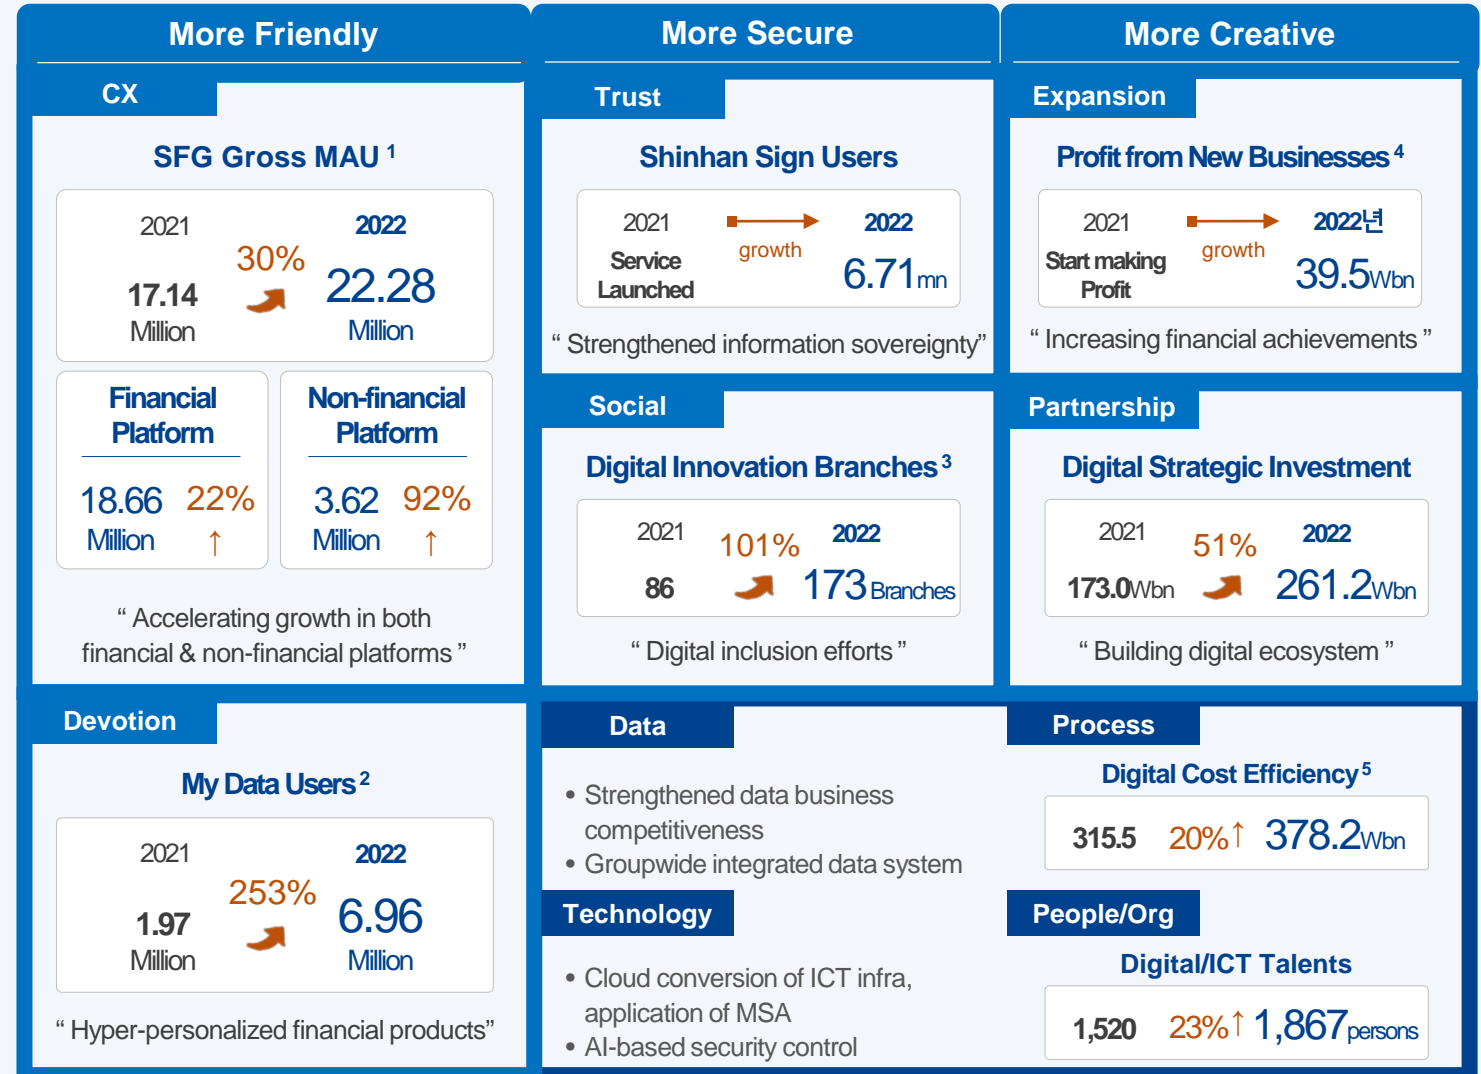 More Friendly
CX
SFG Gross MAU 1
2021
2022
30%
17.14
22.28
Million
Million
Financial
Platform
18.66 22%
Million ↑
Non-financial
Platform
3.62 92%
Million ↑
“ Accelerating growth in both
financial & non-financial platforms ”
Devotion
My Data Users 2
2021
2022
253%
1.97
6.96
Million
Million
“ Hyper-personalized financial products”
More Secure
Trust
Shinhan Sign Users
2021
2022
growth
Service
Launched
6.71mn
“ Strengthened information sovereignty”
Social
Digital Innovation Branches 3
2021
101%
2022
86
173 Branches
“ Digital inclusion efforts ”
More Creative
Expansion
Profit from New Businesses 4
2021
2022년
growth
Start making
Profit
39.5Wbn
“ Increasing financial achievements ”
Partnership
Digital Strategic Investment
2021
51%
2022
173.0Wbn
261.2Wbn
“ Building digital ecosystem ”
Data
• Strengthened data business
competitiveness
• Groupwide integrated data system
Technology
• Cloud conversion of ICT infra,
application of MSA
• AI-based security control
Process
Digital Cost Efficiency 5
315.5 20%↑ 378.2Wbn
People/Org
Digital/ICT Talents
1,520 23%↑ 1,867persons